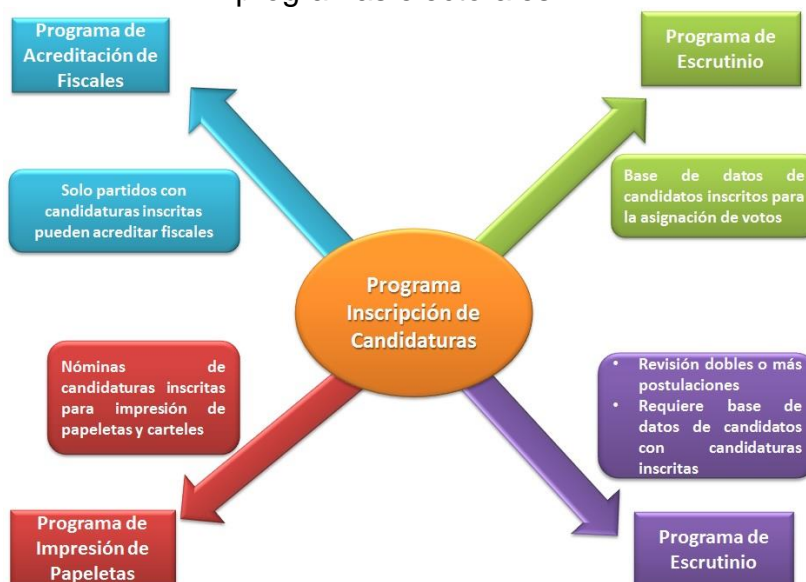 programas electorales
Programa de
Acreditación de
Fiscales
Programa de
Escrutinio
Solo partidos con
candidaturas inscritas
pueden acreditar fiscales
Base de datos de
candidatos inscritos para
la asignación de votos
Programa
Inscripción de
Candidaturas
Nóminas de
candidaturas inscritas
para impresión de
papeletas y carteles
• Revisión dobles o más
postulaciones
• Requiere base de
datos de candidatos
con candidaturas
inscritas
Programa de
Impresión de
Papeletas
Programa de
Escrutinio